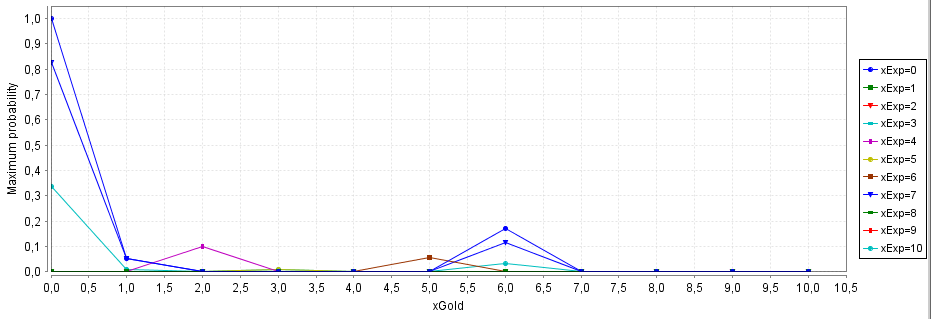 1,0
0,9
0,8
0,7
0,6
0,5
0,4
0,3
0,2
0,1
0,0
Maximum probability
0,0 0,5 1,0 1,5 2,0 2,5 3,0 3,5 4,0 4,5 5,0 5,5 6,0 6,5 7,0 7,5 8,0 8,5 9,0 9,5 10,0 10,5
xGold
xExp=0
xExp=1
xExp=2
xExp=3
xExp=4
xExp=5
xExp=6
xExp=7
xExp=8
xExp=9
xExp=10